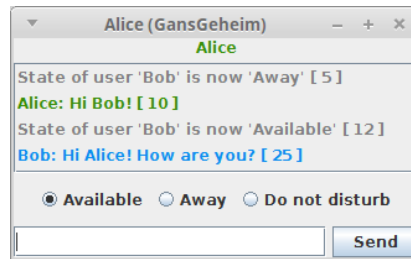 Alice (GansGeheim)
Alice
State of user 'Bob' is now 'Away' [ 5 ]
Alice: Hi Bob! [ 10 ]
State of user 'Bob' is now 'Available' [ 12 ]
Bob: Hi Alice! How are you? [ 25 ]
Available Away Do not disturb
Send